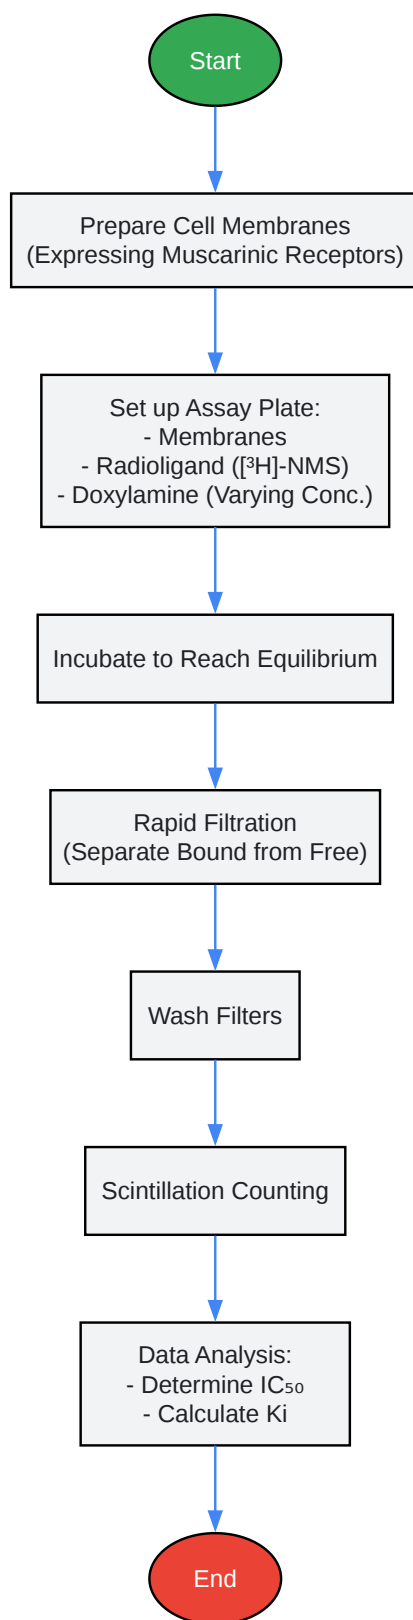 Start
Prepare Cell Membranes
(Expressing Muscarinic Receptors)
Set up Assay Plate:
- Membranes
- Radioligand ([³H]-NMS)
- Doxylamine (Varying Conc.)
Incubate to Reach Equilibrium
Rapid Filtration
(Separate Bound from Free)
Wash Filters
Scintillation Counting
Data Analysis:
- Determine IC₅₀
- Calculate Ki
End